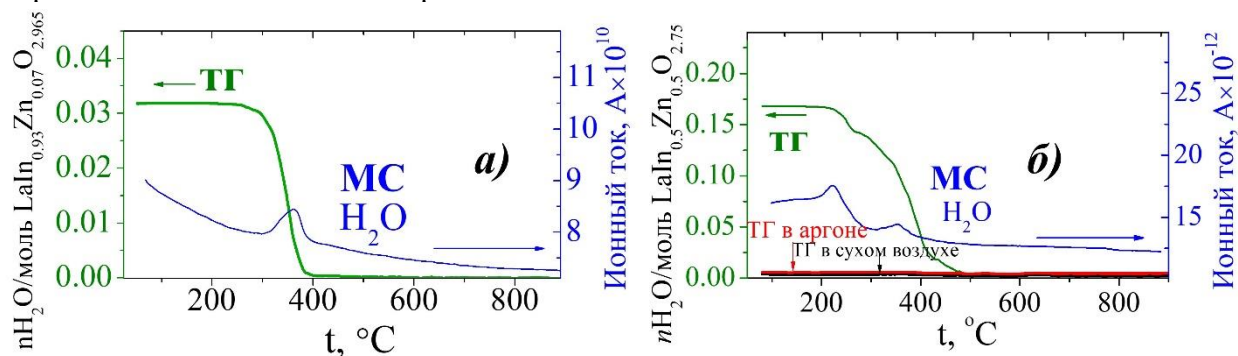 nH₂O/моль LaIn₀.₉₃Zn₀.₀₇O₂.₉₆₅
0.04
0.03
0.02
0.01
0.00
ТГ
а)
МС
H₂O
11
10
9
8
Ионный ток, A×10¹⁰
200 400 600 800
t, °C
nH₂O/моль LaIn₀.₅Zn₀.₅O₂.₇₅
0.20
0.15
0.10
0.05
0.00
ТГ
б)
МС
H₂O
ТГ в аргоне
ТГ в сухом воздухе
25
20
15
Ионный ток, A×10⁻¹²
200 400 600 800
t, °C